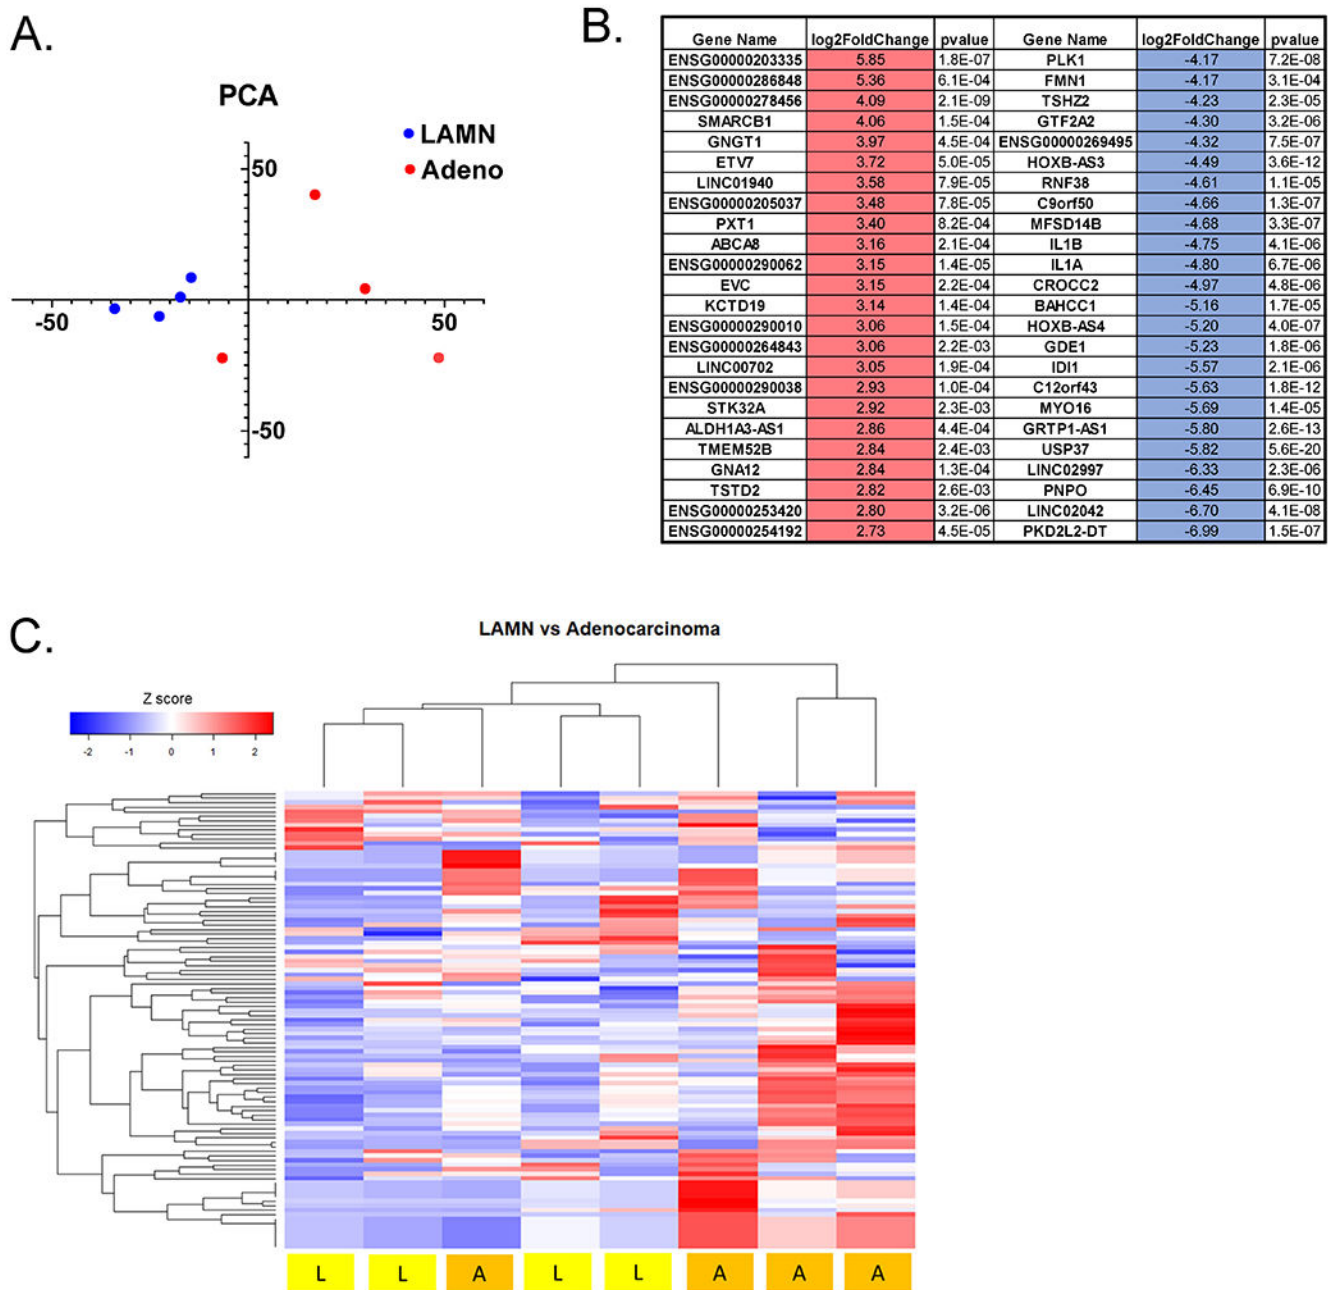 A.
PCA
LAMN
Adeno
50
-50
50
-50
B.
Gene Name log2FoldChange pvalue Gene Name log2FoldChange pvalue
ENSG00000203335 5.85 1.8E-07 PLK1 -4.17 7.2E-08
ENSG00000286848 5.36 6.1E-04 FMN1 -4.17 3.1E-04
ENSG00000278456 4.09 2.1E-09 TSHZ2 -4.23 2.3E-05
SMARCB1 4.06 1.5E-04 GTF2A2 -4.30 3.2E-06
GNGT1 3.97 4.5E-04 ENSG00000269495 -4.32 7.5E-07
ETV7 3.72 5.0E-05 HOXB-AS3 -4.49 3.6E-12
LINC01940 3.58 7.9E-05 RNF38 -4.61 1.1E-05
ENSG00000205037 3.48 7.8E-05 C9orf50 -4.66 1.3E-07
PXT1 3.40 8.2E-04 MFSD14B -4.68 3.3E-07
ABCA8 3.16 2.1E-04 IL1B -4.75 4.1E-06
ENSG00000290062 3.15 1.4E-05 IL1A -4.80 6.7E-06
EVC 3.15 2.2E-04 CROCC2 -4.97 4.8E-06
KCTD19 3.14 1.4E-04 BAHCC1 -5.16 1.7E-05
ENSG00000290010 3.06 1.5E-04 HOXB-AS4 -5.20 4.0E-07
ENSG00000264843 3.06 2.2E-03 GDE1 -5.23 1.8E-06
LINC00702 3.05 1.9E-04 IDI1 -5.57 2.1E-06
ENSG00000290038 2.93 1.0E-04 C12orf43 -5.63 1.8E-12
STK32A 2.92 2.3E-03 MYO16 -5.69 1.4E-05
ALDH1A3-AS1 2.86 4.4E-04 GRTP1-AS1 -5.80 2.6E-13
TMEM52B 2.84 2.4E-03 USP37 -5.82 5.6E-20
GNA12 2.84 1.3E-04 LINC02997 -6.33 2.3E-06
TSTD2 2.82 2.6E-03 PNPO -6.45 6.9E-10
ENSG00000253420 2.80 3.2E-06 LINC02042 -6.70 4.1E-08
ENSG00000254192 2.73 4.5E-05 PKD2L2-DT -6.99 1.5E-07
C.
LAMN vs Adenocarcinoma
Z score
-2 -1 0 1 2
L L A L L A A A